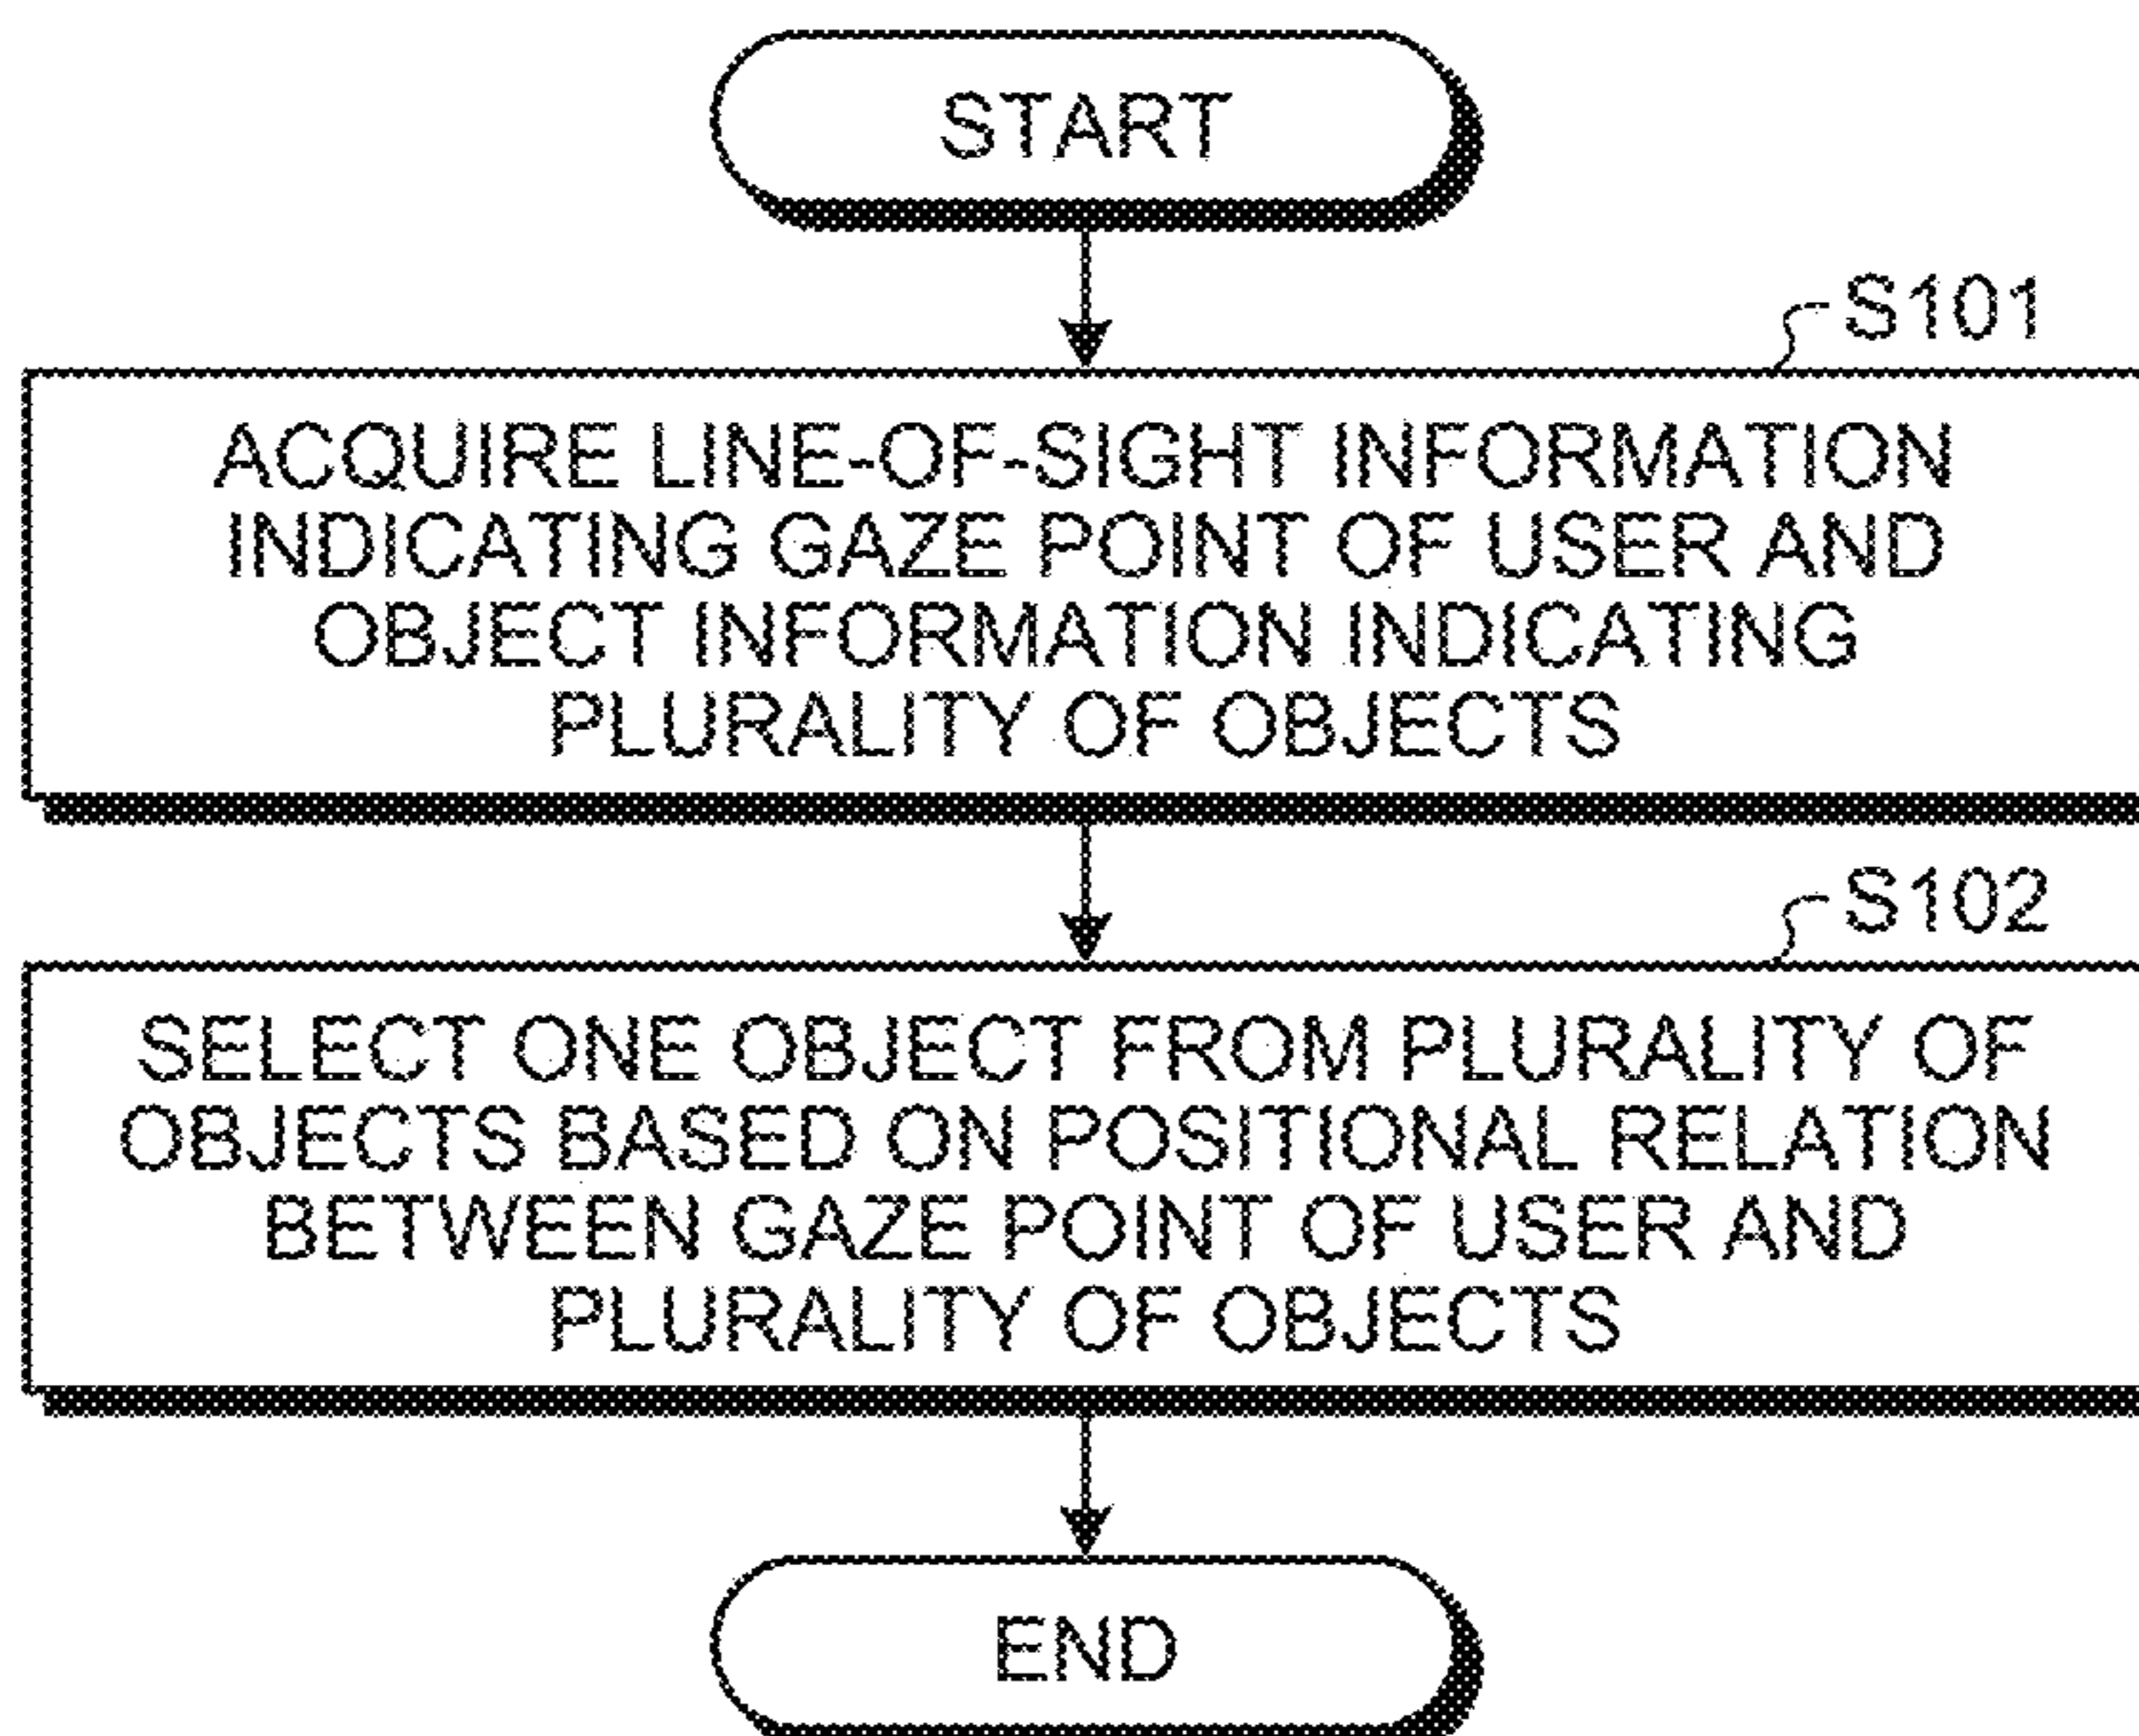 START
S101
ACQUIRE LINE-OF-SIGHT INFORMATION
INDICATING GAZE POINT OF USER AND
OBJECT INFORMATION INDICATING
PLURALITY OF OBJECTS
S102
SELECT ONE OBJECT FROM PLURALITY OF
OBJECTS BASED ON POSITIONAL RELATION
BETWEEN GAZE POINT OF USER AND
PLURALITY OF OBJECTS
END